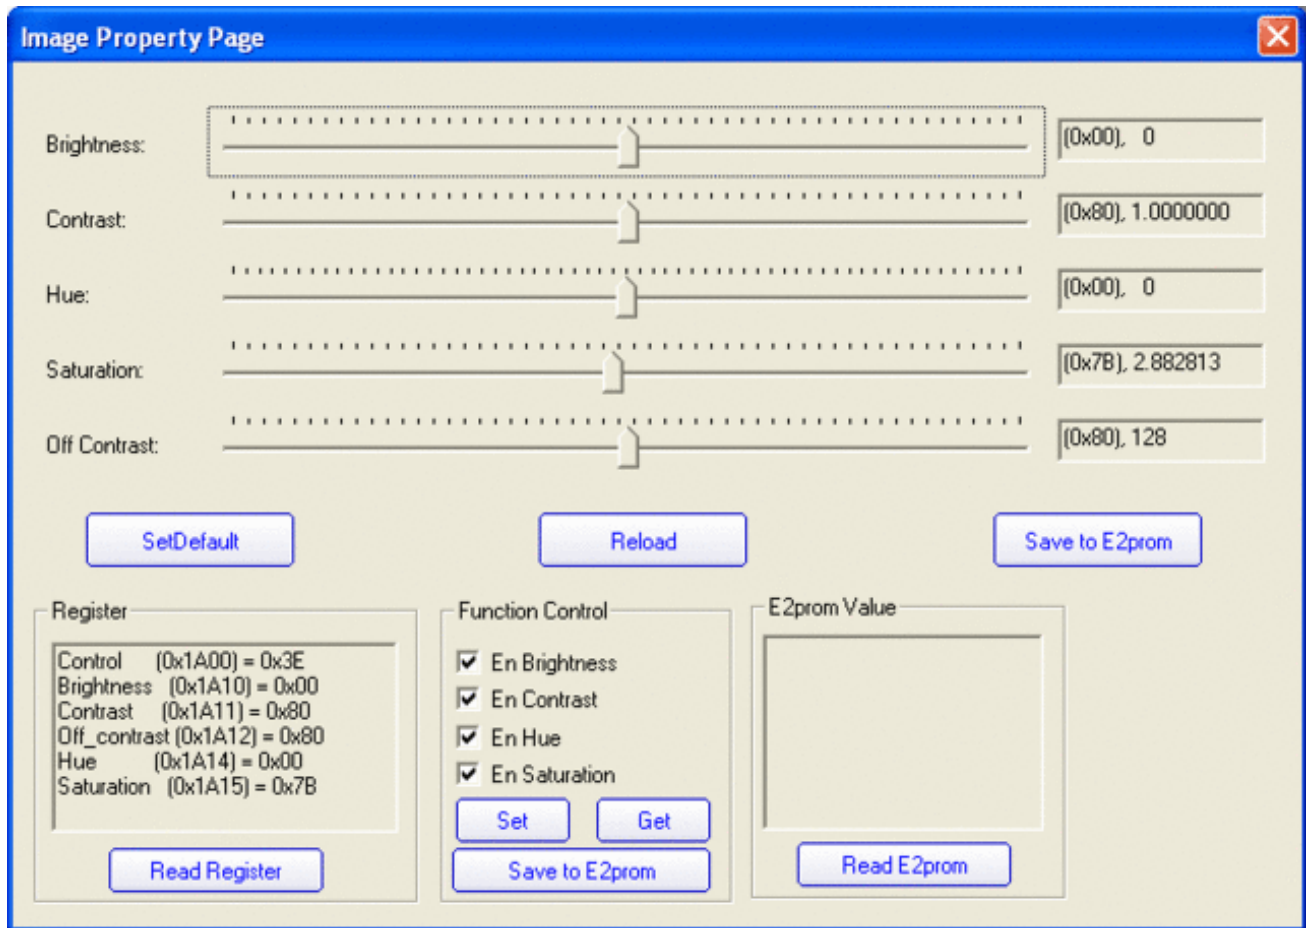 Image Property Page
Brightness: (0x00), 0
Contrast: (0x80), 1.0000000
Hue: (0x00), 0
Saturation: (0x7B), 2.882813
Off Contrast: (0x80), 128
SetDefault Reload Save to E2prom
Register
Control (0x1A00) = 0x3E
Brightness (0x1A10) = 0x00
Contrast (0x1A11) = 0x80
Off_contrast (0x1A12) = 0x80
Hue (0x1A14) = 0x00
Saturation (0x1A15) = 0x7B
Read Register
Function Control
En Brightness
En Contrast
En Hue
En Saturation
Set Get
Save to E2prom
E2prom Value
Read E2prom